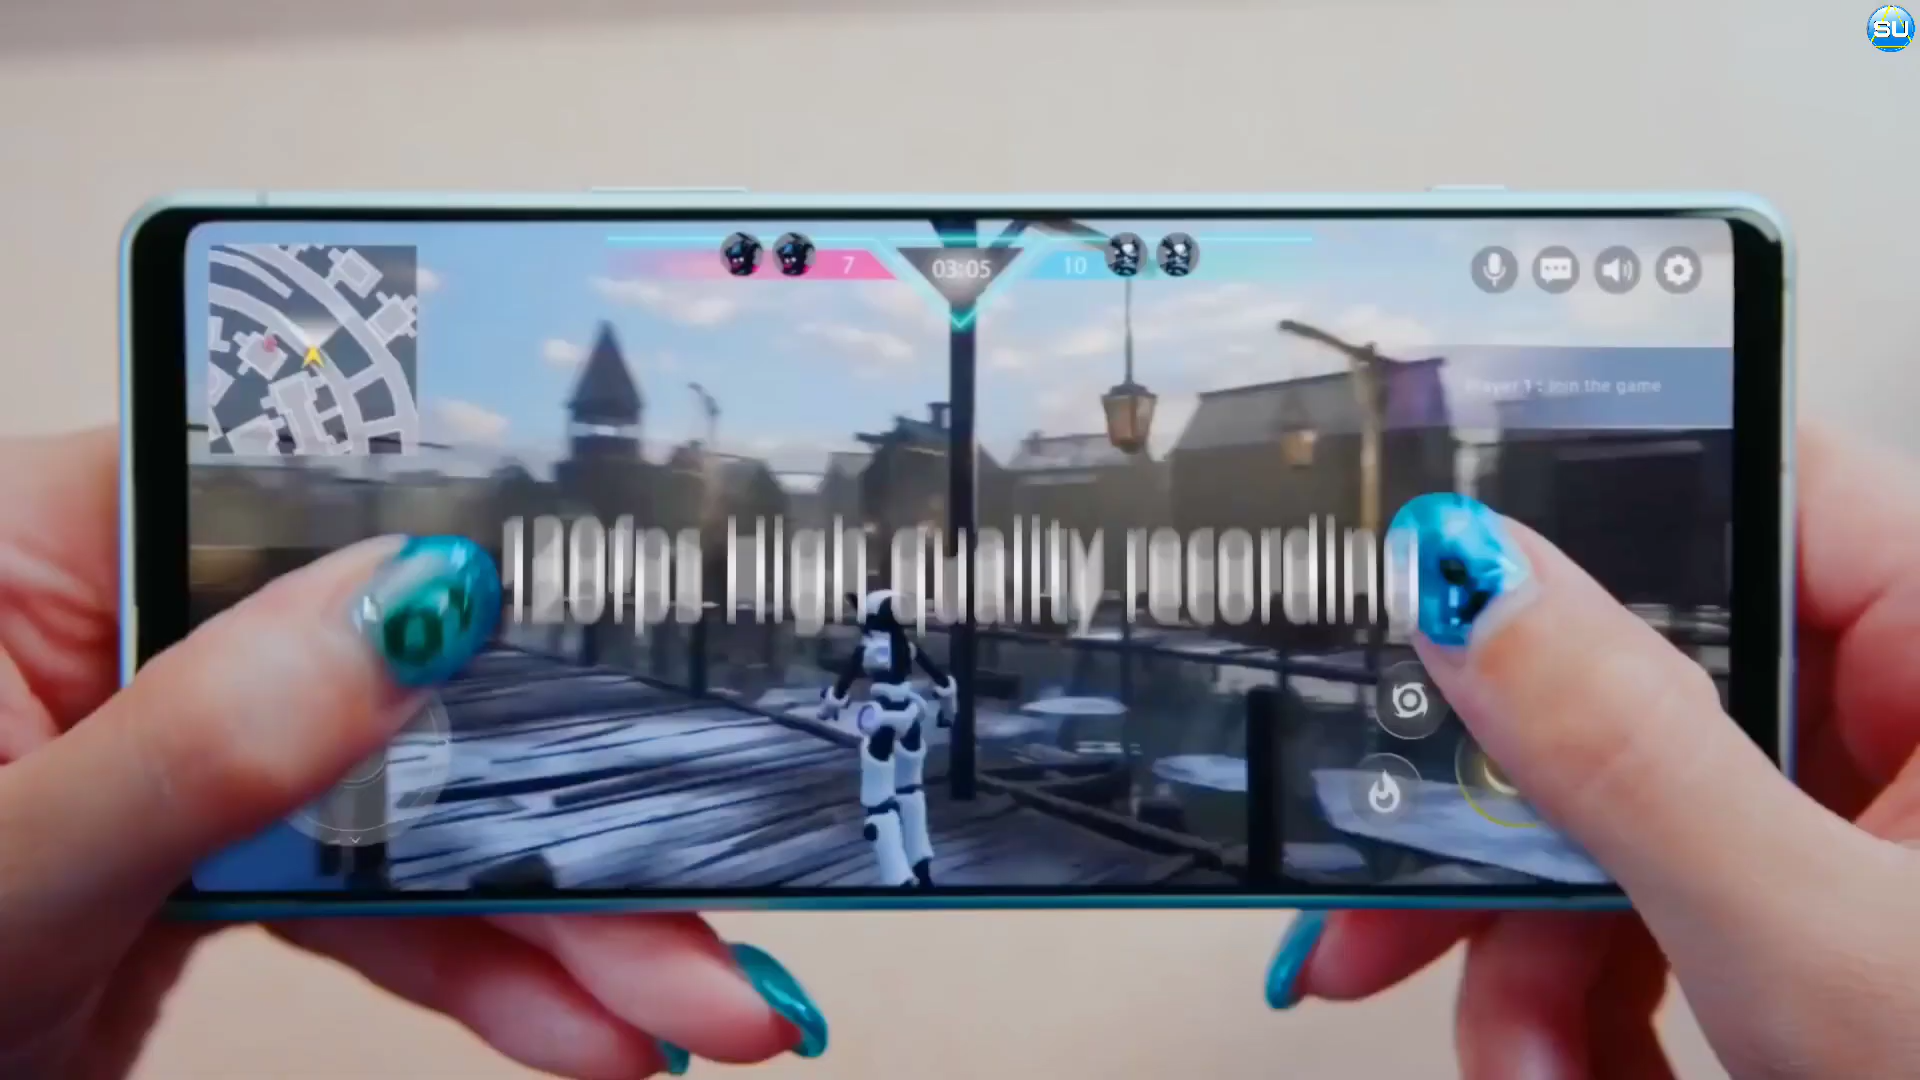 SU
7
03:05
10
Player 1 : Join the game
120fps High quality recording